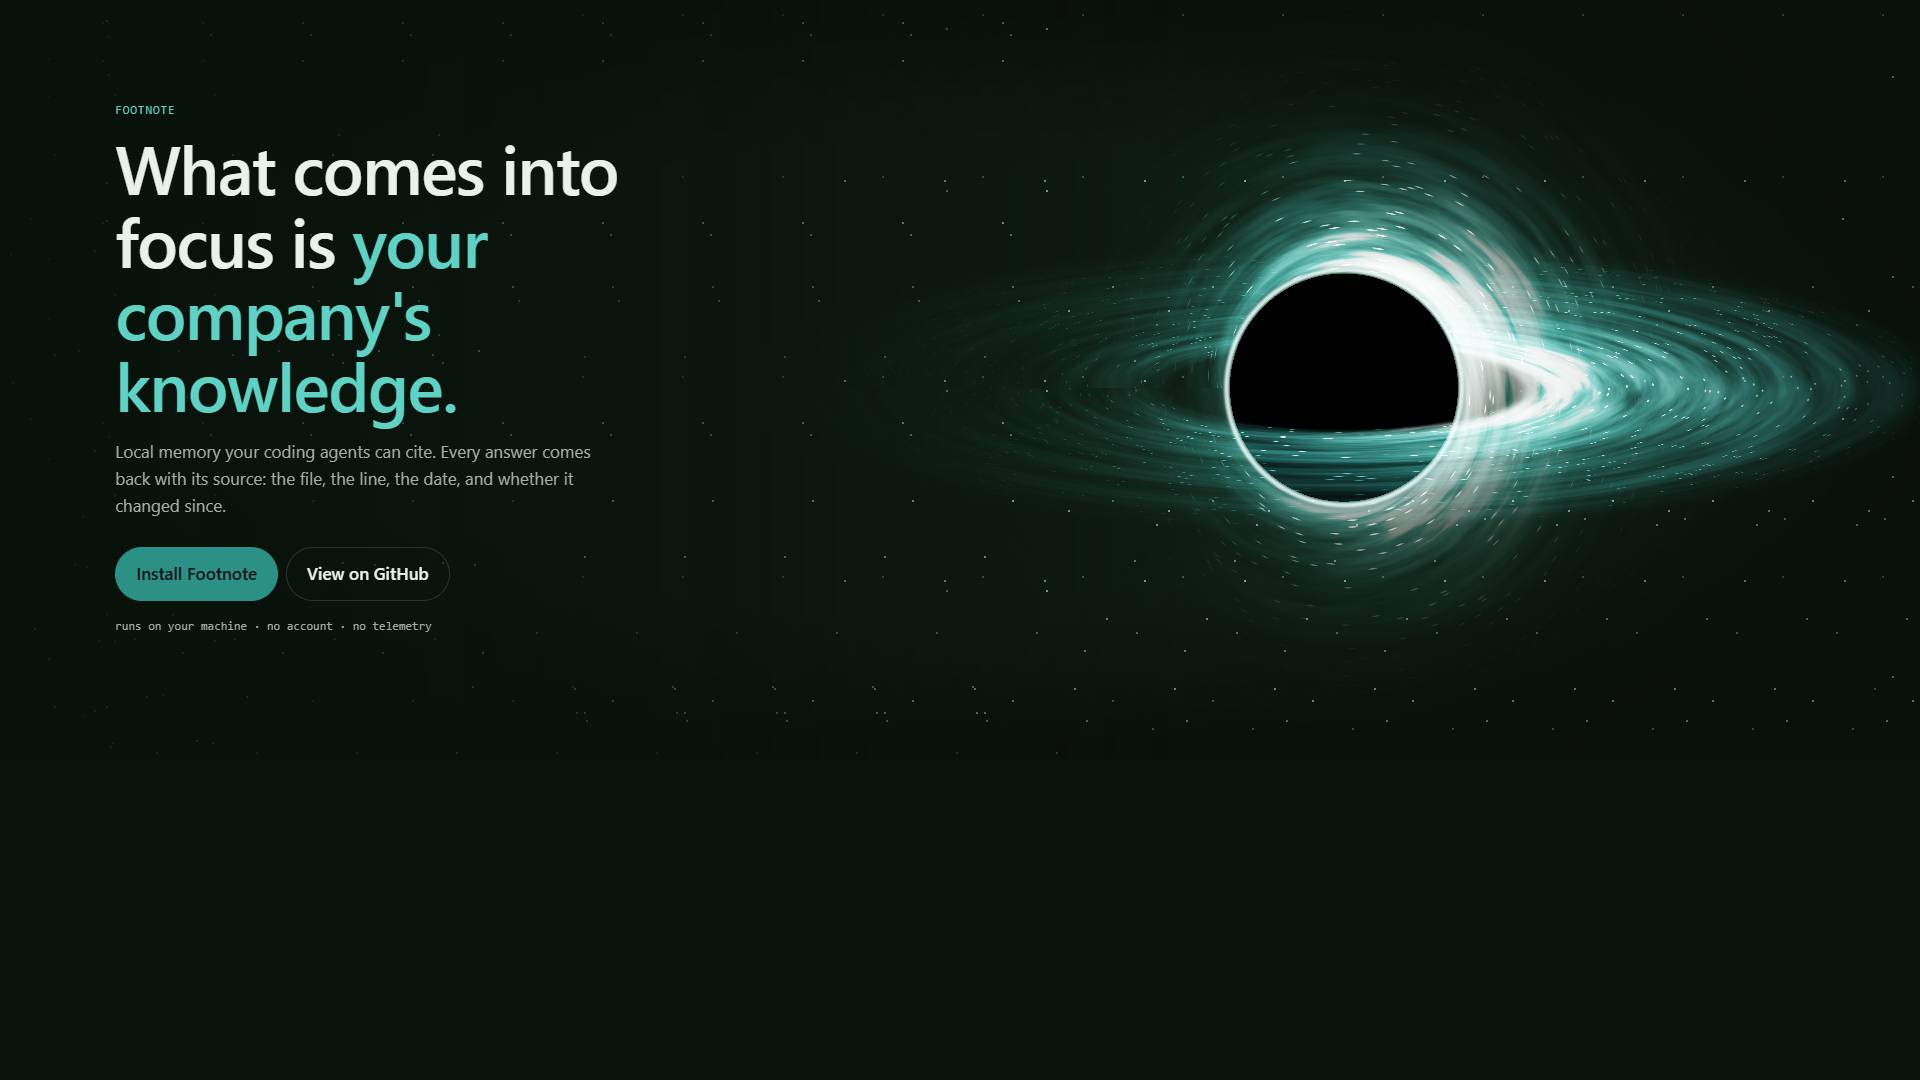 FOOTNOTE
What comes into
focus is your
company's
knowledge.
Local memory your coding agents can cite. Every answer comes
back with its source: the file, the line, the date, and whether it
changed since.
Install Footnote
View on GitHub
runs on your machine · no account · no telemetry